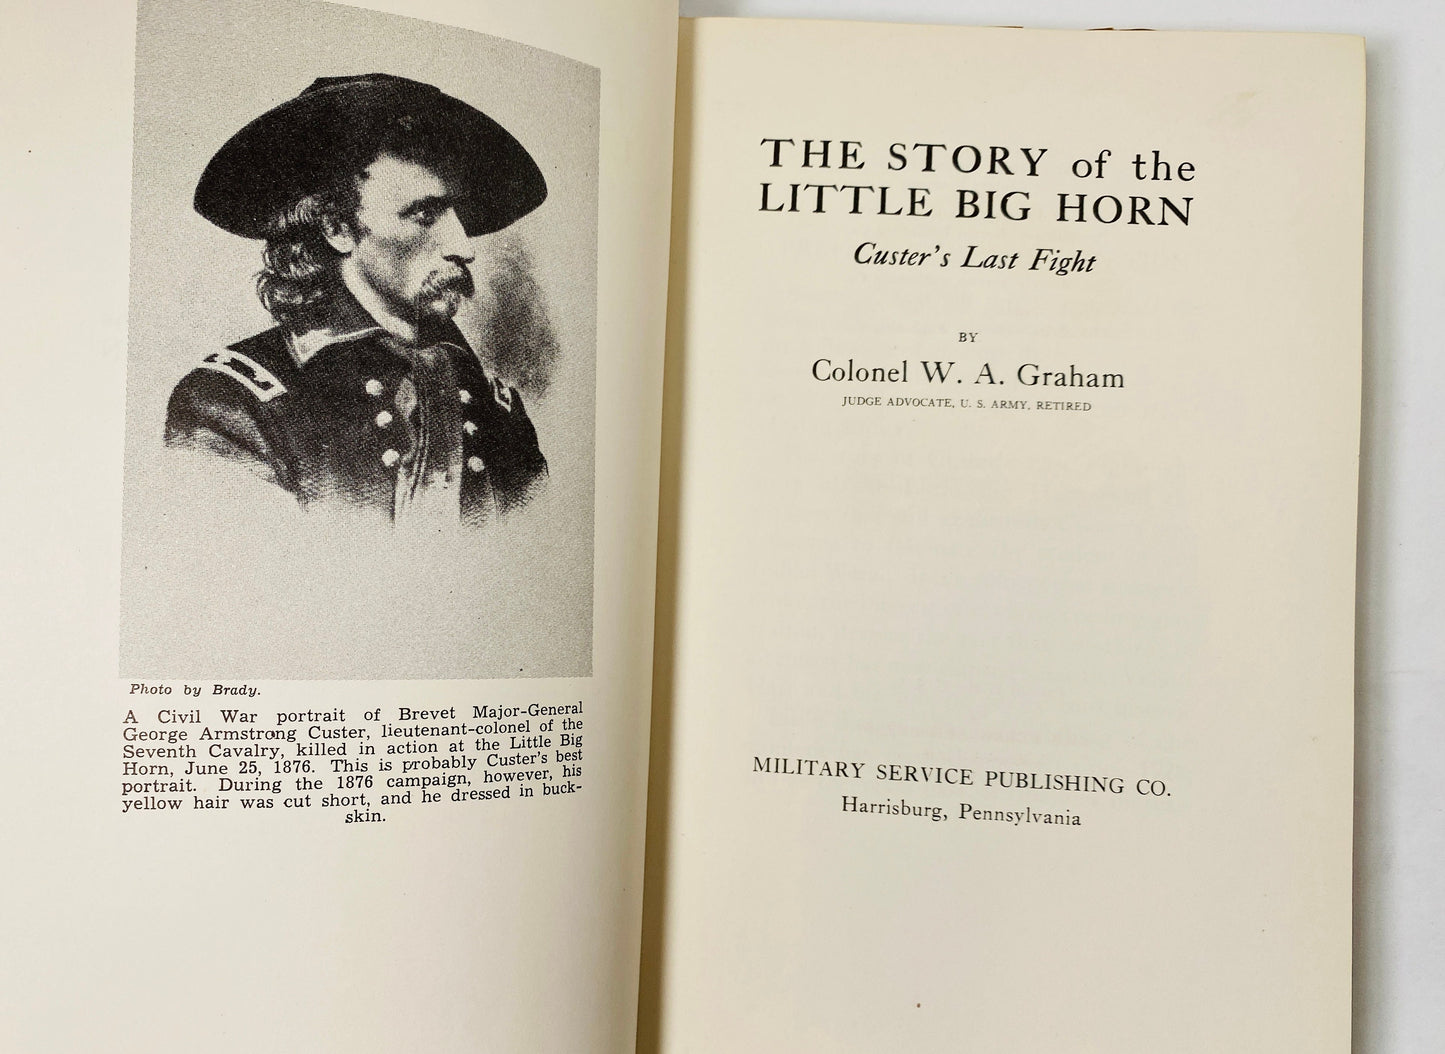 Photo by Brady.
A Civil War portrait of Brevet Major-General
George Armstrong Custer, lieutenant-colonel of the
Seventh Cavalry, killed in action at the Little Big
Horn, June 25, 1876. This is probably Custer's best
portrait. During the 1876 campaign, however, his
yellow hair was cut short, and he dressed in buck-
skin.
THE STORY of the
LITTLE BIG HORN
Custer's Last Fight
BY
Colonel W. A. Graham
JUDGE ADVOCATE, U. S. ARMY, RETIRED
MILITARY SERVICE PUBLISHING CO.
Harrisburg, Pennsylvania